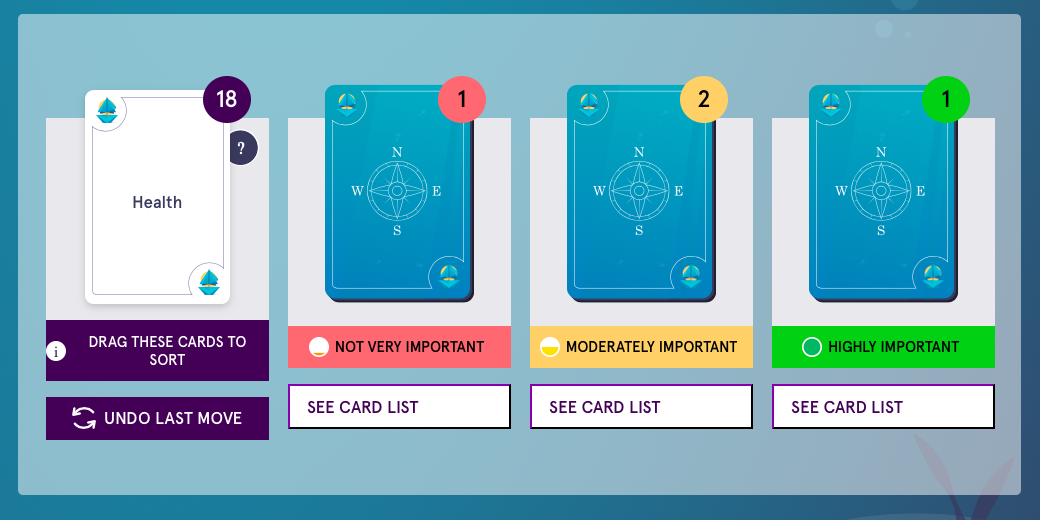 18
?
Health
i
DRAG THESE CARDS TO
SORT
UNDO LAST MOVE
1
N
W E
S
NOT VERY IMPORTANT
SEE CARD LIST
2
N
W E
S
MODERATELY IMPORTANT
SEE CARD LIST
1
N
W E
S
HIGHLY IMPORTANT
SEE CARD LIST